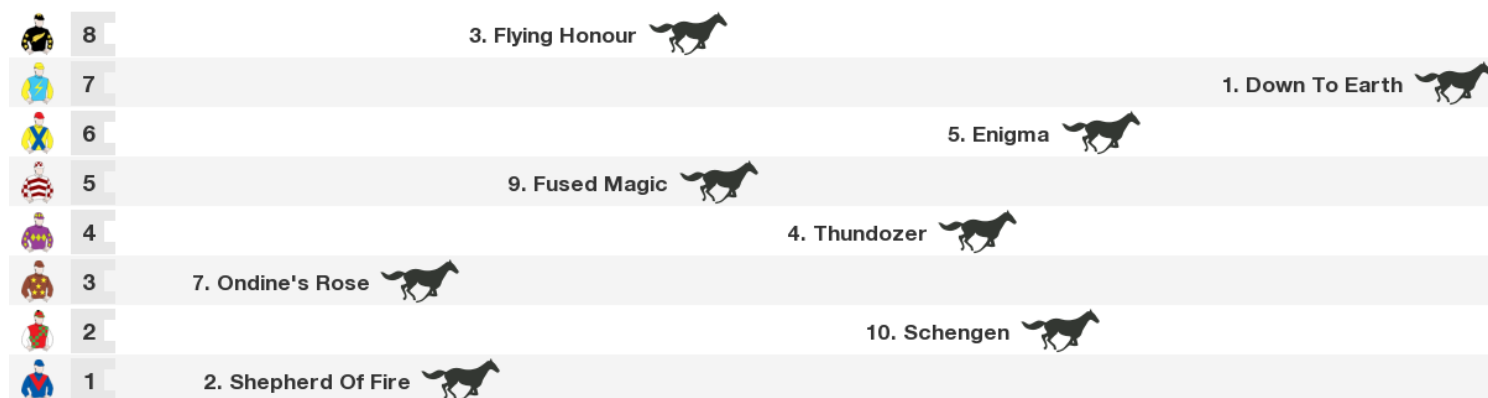 8 3. Flying Honour
7 1. Down To Earth
6 5. Enigma
5 9. Fused Magic
4 4. Thundozer
3 7. Ondine's Rose
2 10. Schengen
1 2. Shepherd Of Fire